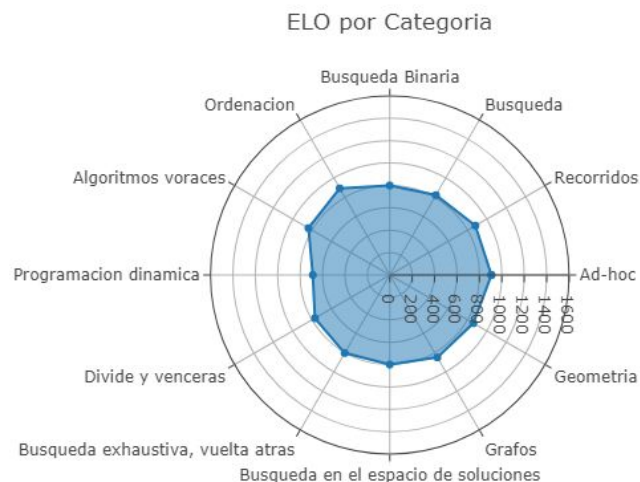 ELO por Categoria
Busqueda Binaria
Ordenacion
Busqueda
Algoritmos voraces
Recorridos
Programacion dinamica
Ad-hoc
0
200
400
600
800
1000
1200
1400
1600
Divide y venceras
Geometria
Busqueda exhaustiva, vuelta atras
Grafos
Busqueda en el espacio de soluciones